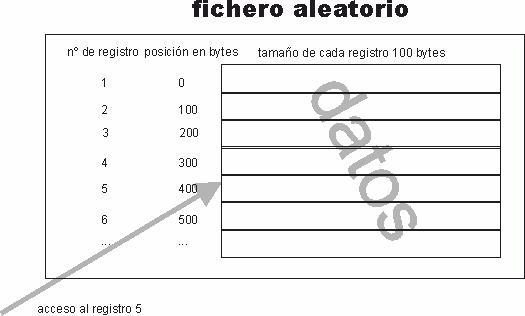 fichero aleatorio
nº de registro posición en bytes tamaño de cada registro 100 bytes
1 0
2 100
3 200
4 300
5 400
6 500
... ...
datos
acceso al registro 5